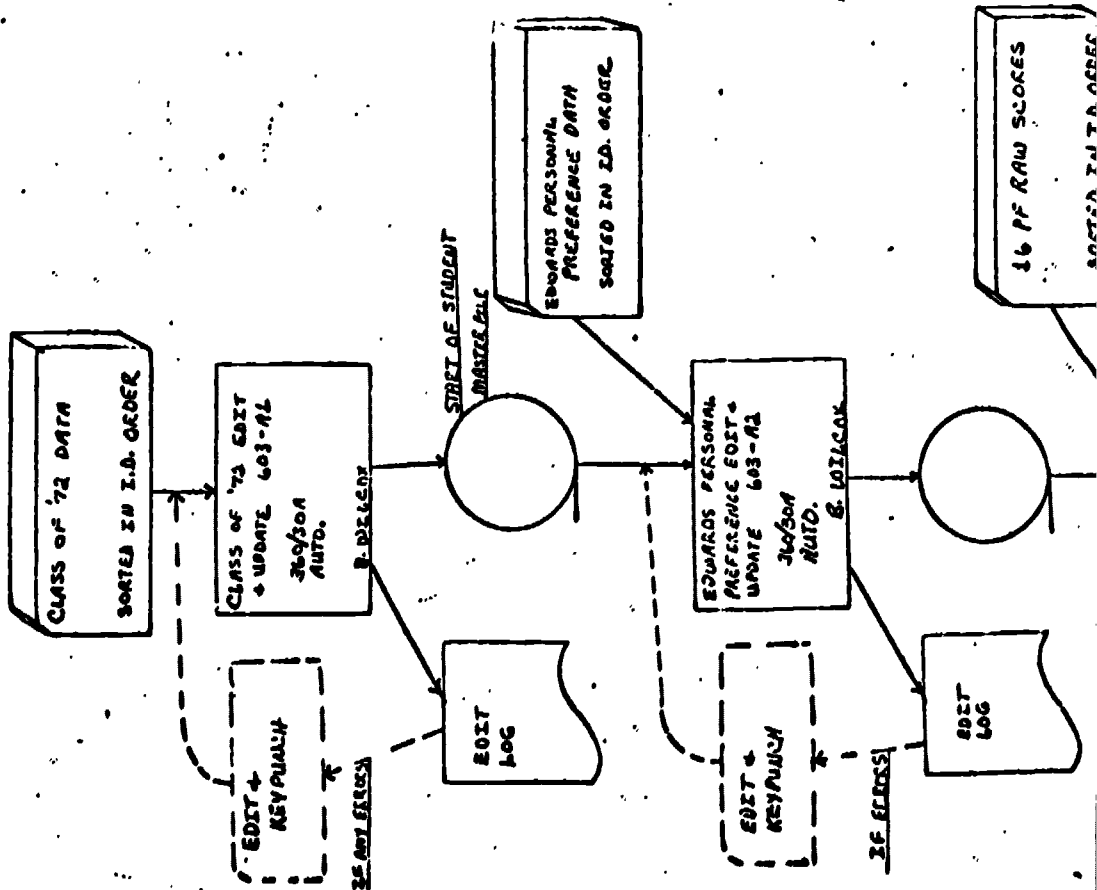 CLASS OF '72 DATA
SORTED IN I.D. ORDER
CLASS OF '72 EDIT
+ UPDATE 603-A1
360/30A
AUTO.
EDIT +
KEYPUNCH
IF ANY ERRORS
EDIT
LOG
START OF STUDENT
MASTER FILE
EDWARDS PERSONAL
PREFERENCE DATA
SORTED IN I.D. ORDER
EDWARDS PERSONAL
PREFERENCE EDIT +
UPDATE 603-A2
360/30A
AUTO.
B. WILCOX
EDIT +
KEYPUNCH
IF ERRORS
EDIT
LOG
16 PF RAW SCORES
SORTED IN I.D. ORDER